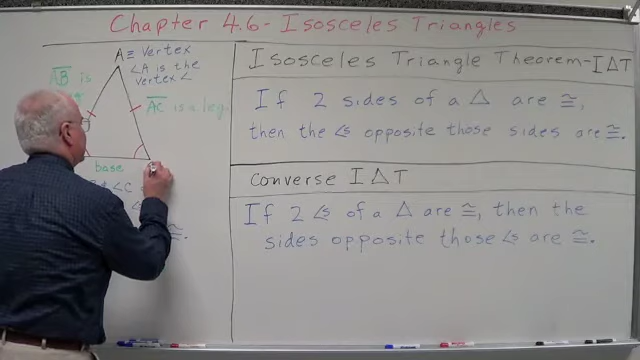 Chapter 4.6 - Isosceles Triangles
A ≡ Vertex
∠A is the
vertex ∠
AB is
AC is a leg.
base
∠C
∠
≅.
Isosceles Triangle Theorem - IΔT
If 2 sides of a Δ are ≅,
then the ∠s opposite those sides are ≅.
Converse IΔT
If 2 ∠s of a Δ are ≅, then the
sides opposite those ∠s are ≅.